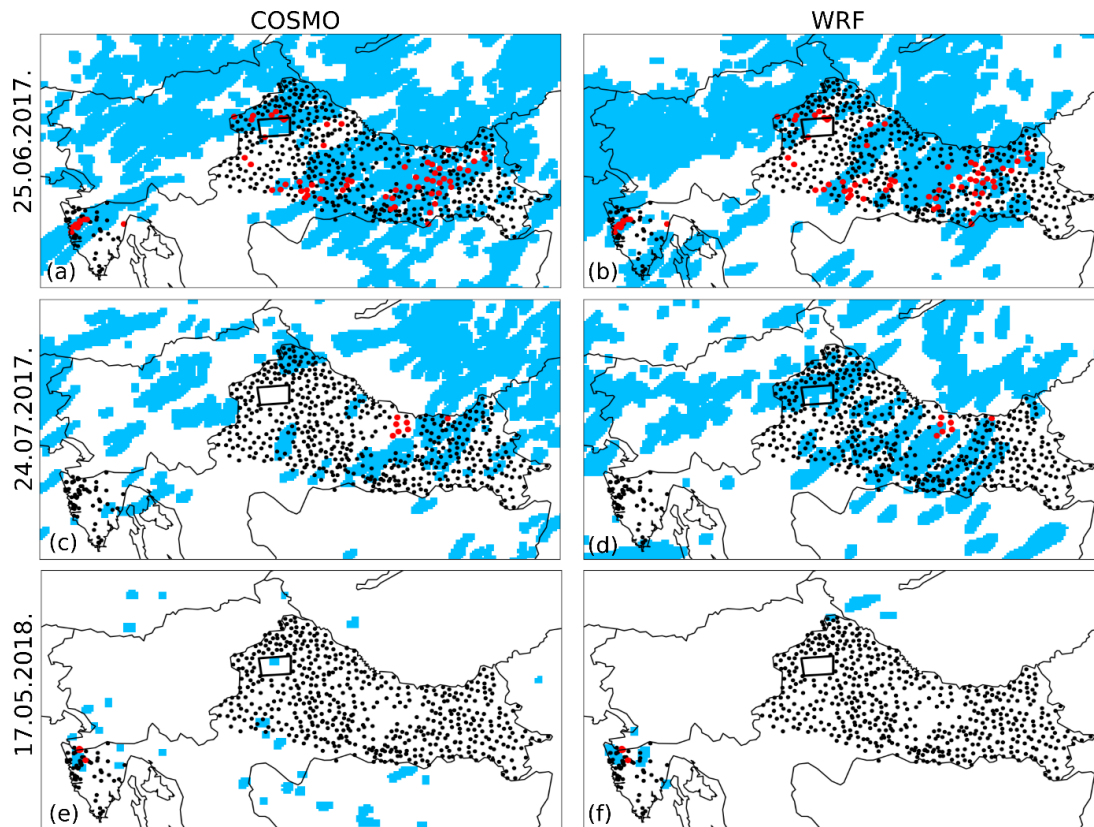 COSMO WRF
25.06.2017.
(a) (b)
24.07.2017.
(c) (d)
17.05.2018.
(e) (f)